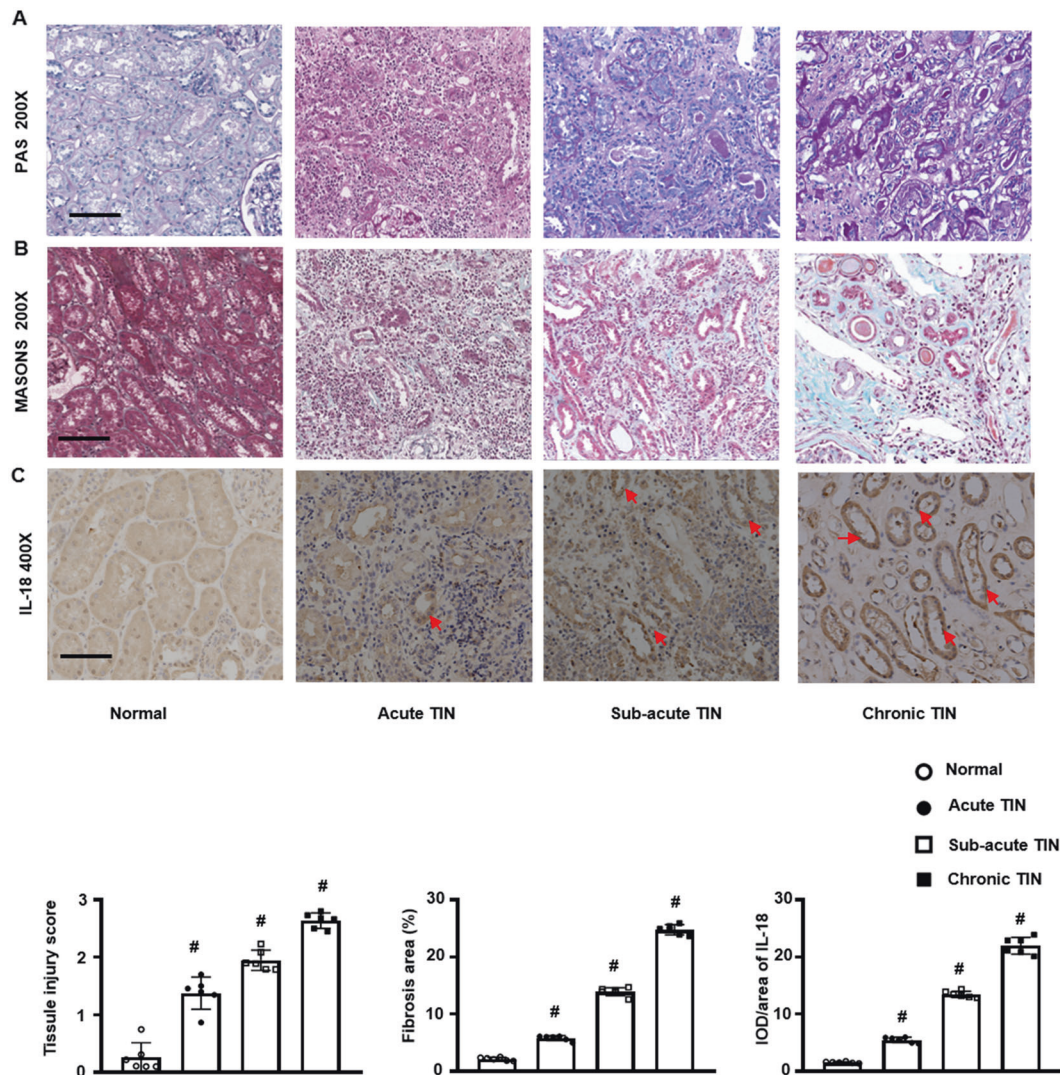 A
PAS 200X
B
MASONS 200X
C
IL-18 400X
Normal
Acute TIN
Sub-acute TIN
Chronic TIN
Normal
Acute TIN
Sub-acute TIN
Chronic TIN
Tissule injury score
3
2
1
0
#
#
#
Fibrosis area (%)
30
20
10
0
#
#
#
IOD/area of IL-18
30
20
10
0
#
#
#